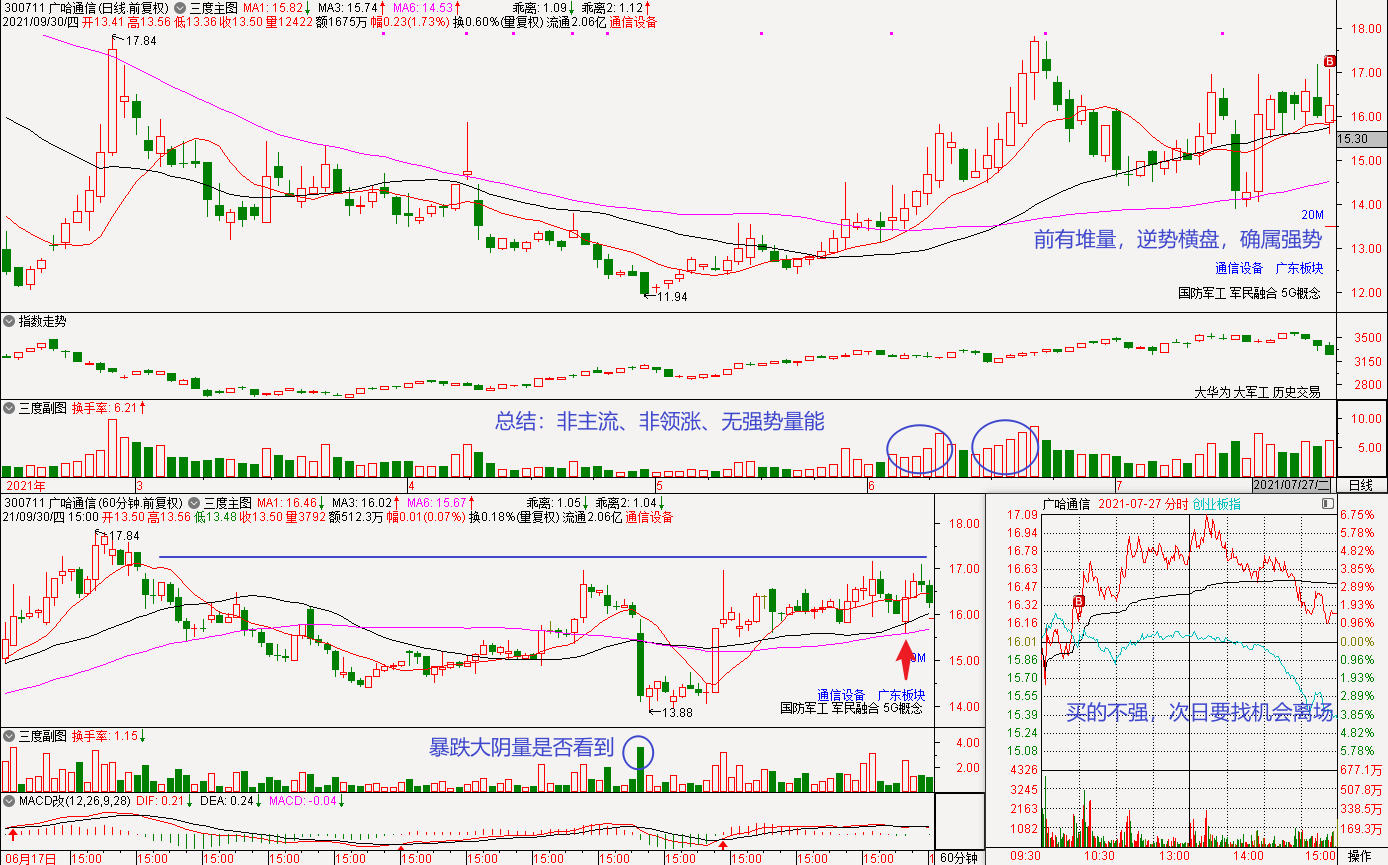 300711 广哈通信(日线.前复权) 三度主图 MA1: 15.82↓ MA3: 15.74↑ MA6: 14.53↑ 乖离: 1.09↓ 乖离2: 1.12↑
2021/09/30/四 开13.41 高13.56 低13.36 收13.50 量12422 额1675万 幅0.23(1.73%) 换0.60%(量复权) 流通2.06亿 通信设备
18.00
17.84
17.00
B
16.00
15.30
15.00
14.00
20M
前有堆量，逆势横盘，确属强势
13.00
通信设备 广东板块
国防军工 军民融合 5G概念
12.00
11.94
指数走势
3500
3150
2800
大华为 大军工 历史交易
三度副图 换手率: 6.21↑
总结：非主流、非领涨、无强势量能
10.00
5.00
2021年 3 4 5 6 7 2021/07/27/二 日线
300711 广哈通信(60分钟.前复权) 三度主图 MA1: 16.46↓ MA3: 16.02↑ MA6: 15.67↑ 乖离: 1.05↓ 乖离2: 1.04↓
21/09/30/四 15:00 开13.50 高13.56 低13.48 收13.50 量3792 额512.3万 幅0.01(0.07%) 换0.18%(量复权) 流通2.06亿 通信设备
18.00
17.84
17.00
16.00
15.00
M
通信设备 广东板块
国防军工 军民融合 5G概念
14.00
13.88
三度副图 换手率: 1.15↓
暴跌大阴量是否看到
4.00
2.00
MACD改(12,26,9,28) DIF: 0.21↓ DEA: 0.24↓ MACD: -0.04↓
06月17日 15:00 15:00 15:00 15:00 15:00 15:00 15:00 15:00 15:00 15:00 15:00 15:00 15:00 60分钟
广哈通信 2021-07-27 分时 创业板指
17.09 6.75%
16.94 5.78%
16.78 4.82%
16.63 3.85%
16.47 2.89%
B
16.32 1.93%
16.16 0.96%
16.01 0.00%
15.86 0.96%
15.70 1.93%
15.55 2.89%
买的不强，次日要找机会离场
15.39 3.85%
15.24 4.82%
15.08 5.78%
4326 677.1万
3245 507.8万
2163 338.5万
1082 169.3万
09:30 10:30 13:00 14:00 15:00 操作